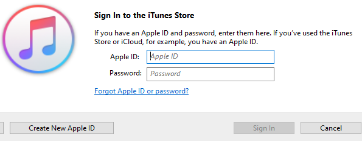 Sign In to the iTunes Store
If you have an Apple ID and password, enter them here. If you've used the iTunes
Store or iCloud, for example, you have an Apple ID.
Apple ID: Apple ID
Password: Password
Forgot Apple ID or password?
Create New Apple ID Sign In Cancel